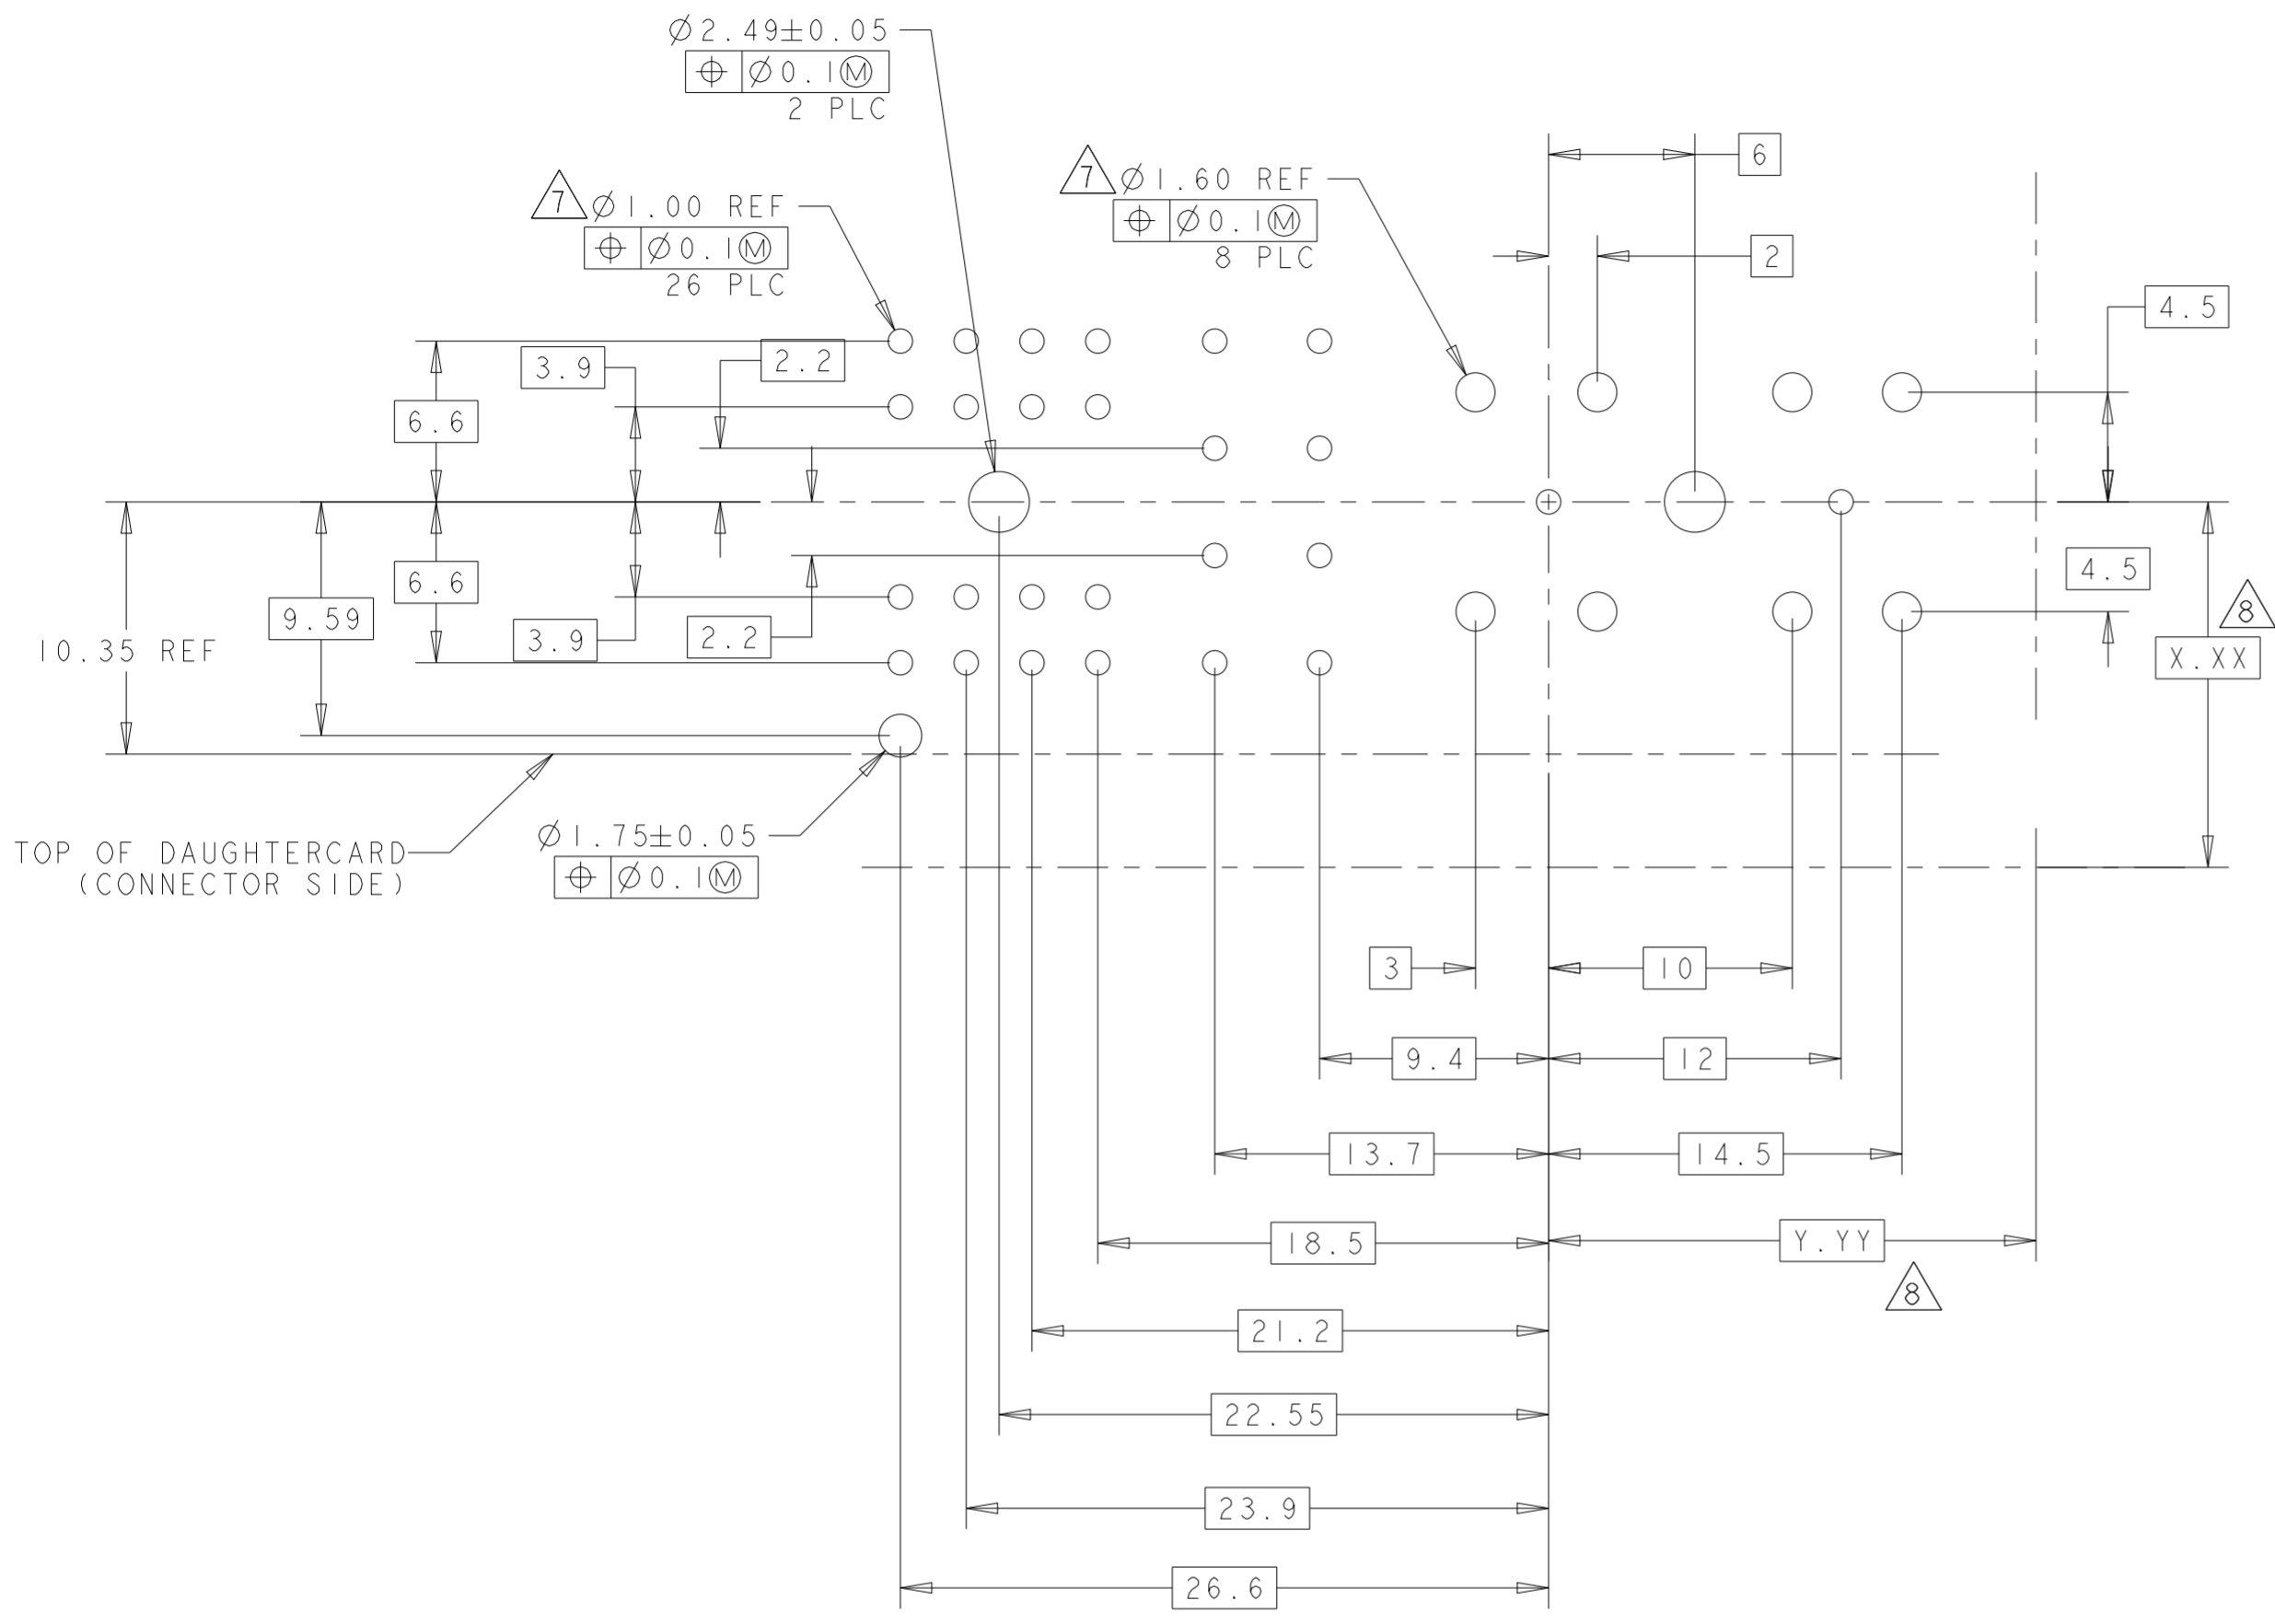 Ø2.49±0.05
⌖ Ø0.1Ⓜ
2 PLC
7 Ø1.60 REF
⌖ Ø0.1Ⓜ
8 PLC
6
7 Ø1.00 REF
⌖ Ø0.1Ⓜ
26 PLC
2
4.5
3.9
2.2
6.6
4.5
6.6
9.59
8
3.9
2.2
10.35 REF
X.XX
Ø1.75±0.05
⌖ Ø0.1Ⓜ
TOP OF DAUGHTERCARD
(CONNECTOR SIDE)
3
10
9.4
12
13.7
14.5
18.5
Y.YY
8
21.2
22.55
23.9
26.6